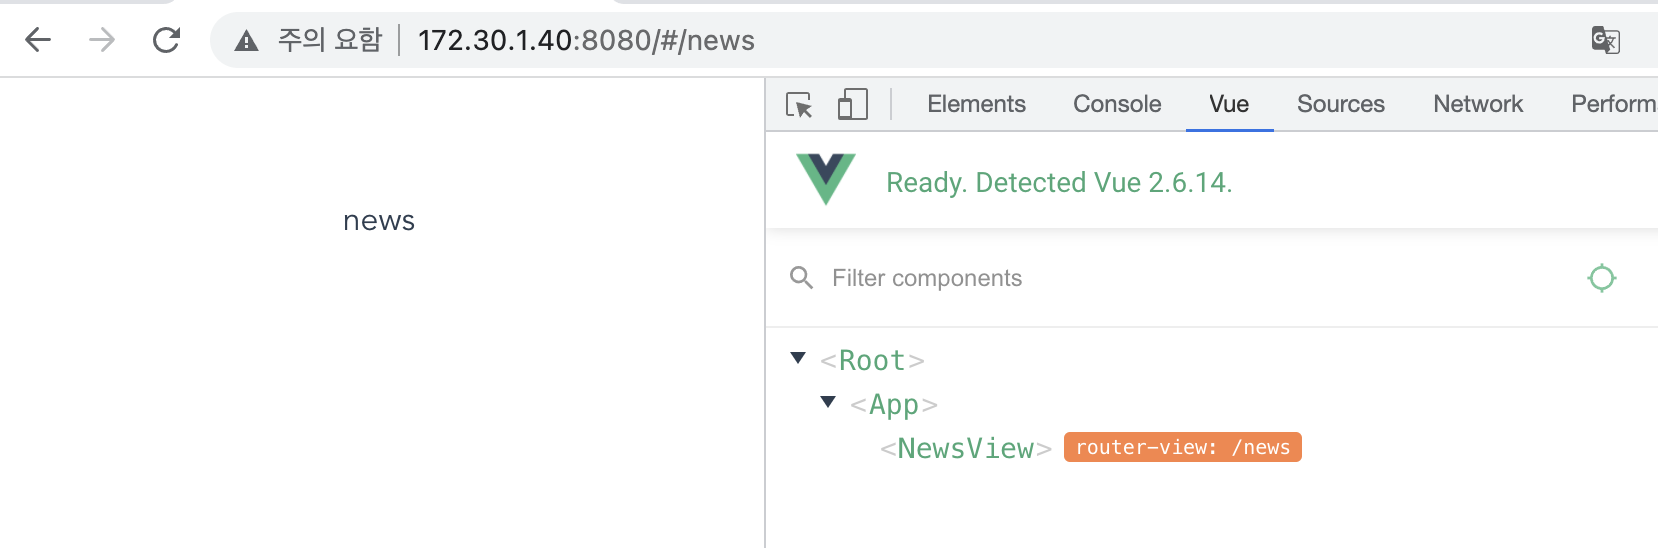 주의 요함 172.30.1.40:8080/#/news
news
Elements Console Vue Sources Network Perform
Ready. Detected Vue 2.6.14.
Filter components
<Root>
<App>
<NewsView> router-view: /news